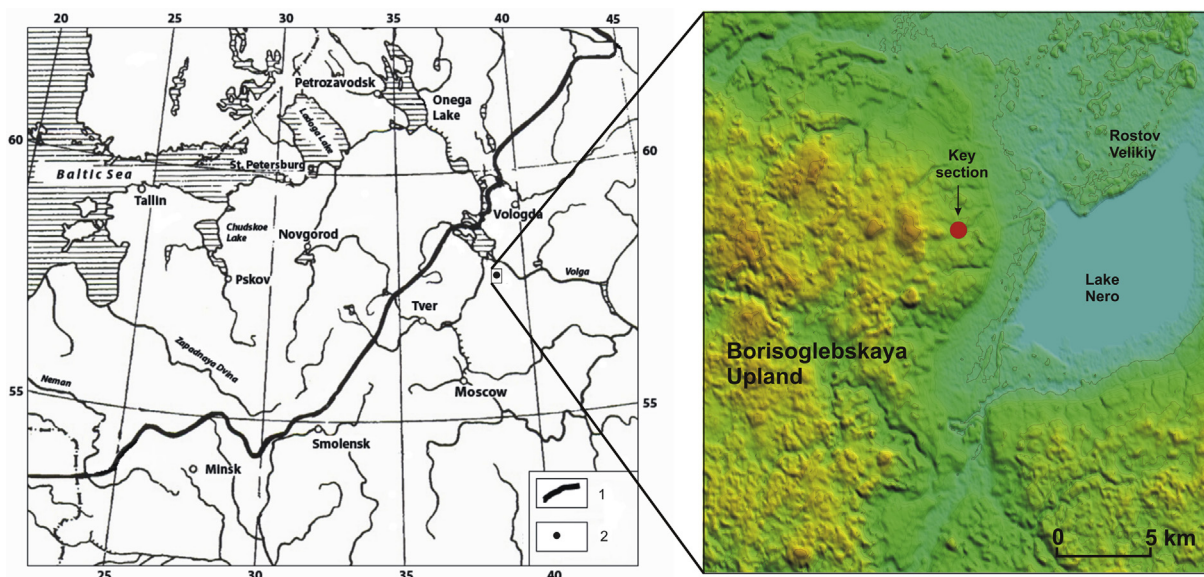 20
25
30
35
40
45
Petrozavodsk
Onega
Lake
Ladoga Lake
60
60
St. Petersburg
Baltic Sea
Tallin
Vologda
Chudskoe
Lake
Novgorod
Pskov
Volga
Tver
Zapadnaya Dvina
Neman
55
55
Moscow
Smolensk
Minsk
1
2
25
30
35
40
Rostov
Velikiy
Key
section
Lake
Nero
Borisoglebskaya
Upland
0
5 km